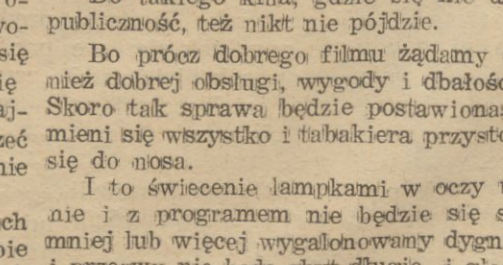 publiczność, też nikt nie pójdzie.
Bo prócz dobrego filmu żądamy
mież dobrej obsługi, wygody i dbałoś
Skoro tak sprawa będzie postawiona
mieni się wszystko i tabakiera przysto
się do nosa.
I to świecenie lampkami w oczy
nie i z programem nie będzie się s
mniej lub więcej wygalonowamy dygn